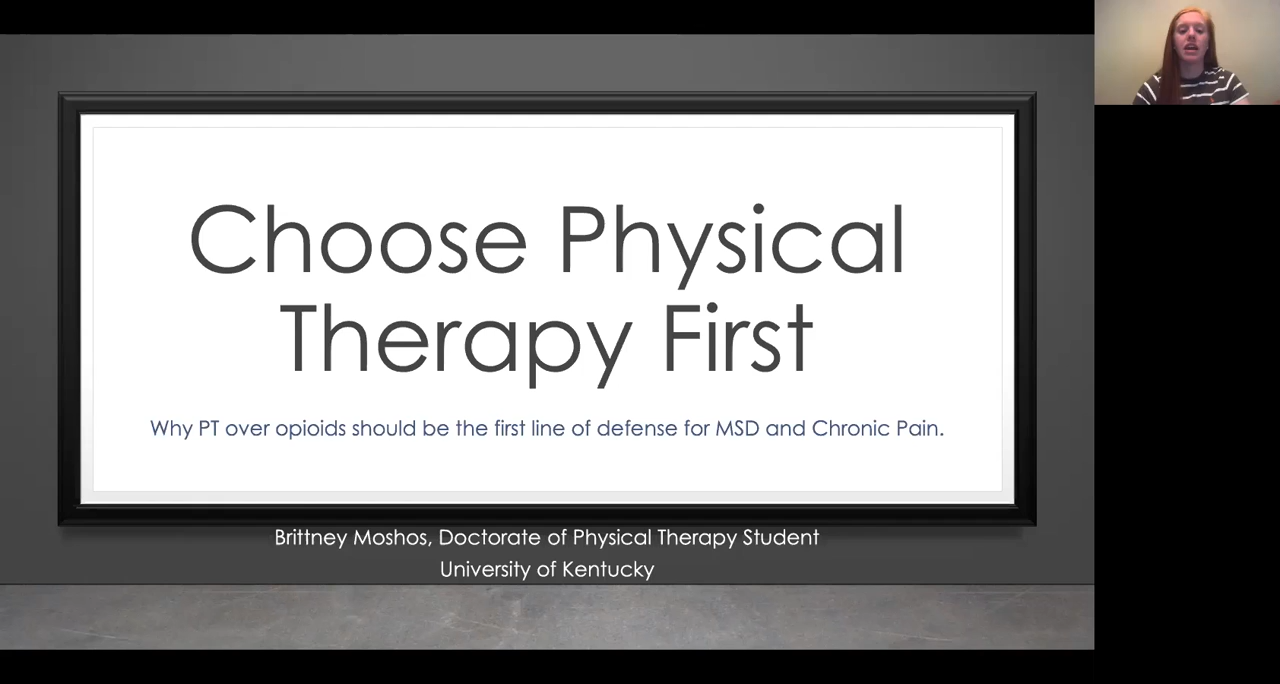 Choose Physical
Therapy First
Why PT over opioids should be the first line of defense for MSD and Chronic Pain.
Brittney Moshos, Doctorate of Physical Therapy Student
University of Kentucky